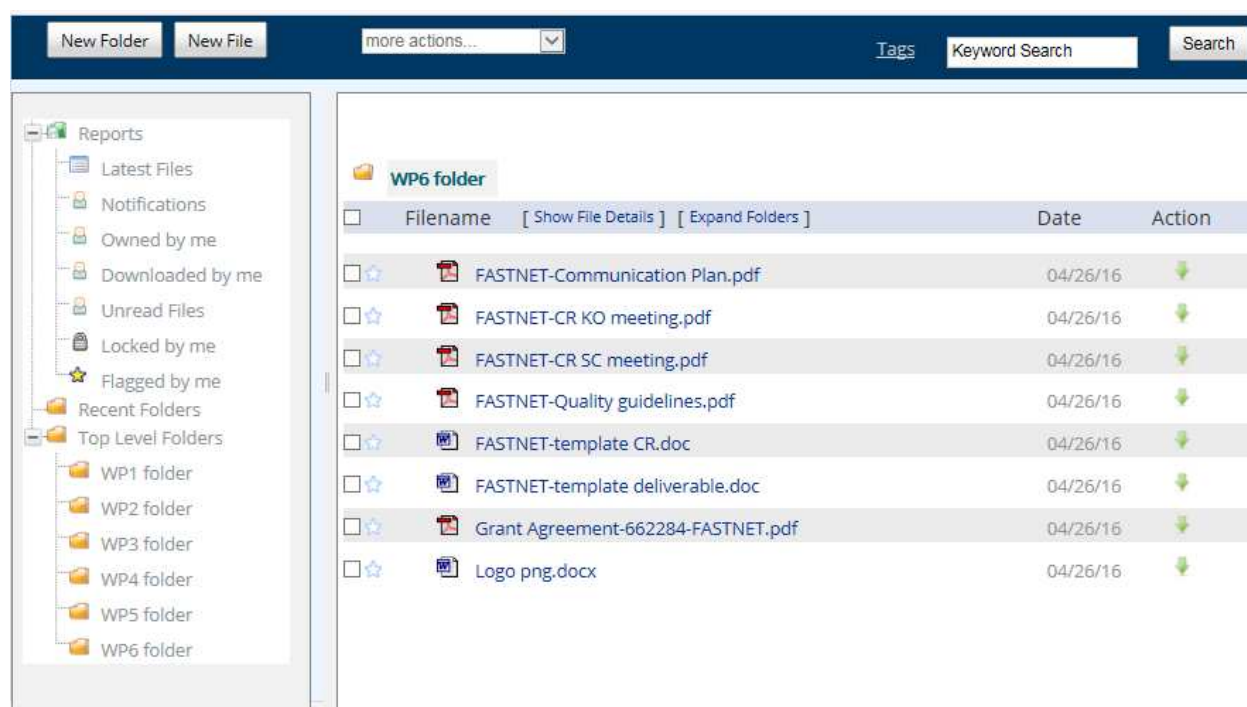 New Folder New File more actions... Tags Keyword Search Search
Reports
Latest Files
Notifications
Owned by me
Downloaded by me
Unread Files
Locked by me
Flagged by me
Recent Folders
Top Level Folders
WP1 folder
WP2 folder
WP3 folder
WP4 folder
WP5 folder
WP6 folder
WP6 folder
Filename [ Show File Details ] [ Expand Folders ] Date Action
FASTNET-Communication Plan.pdf 04/26/16
FASTNET-CR KO meeting.pdf 04/26/16
FASTNET-CR SC meeting.pdf 04/26/16
FASTNET-Quality guidelines.pdf 04/26/16
FASTNET-template CR.doc 04/26/16
FASTNET-template deliverable.doc 04/26/16
Grant Agreement-662284-FASTNET.pdf 04/26/16
Logo png.docx 04/26/16